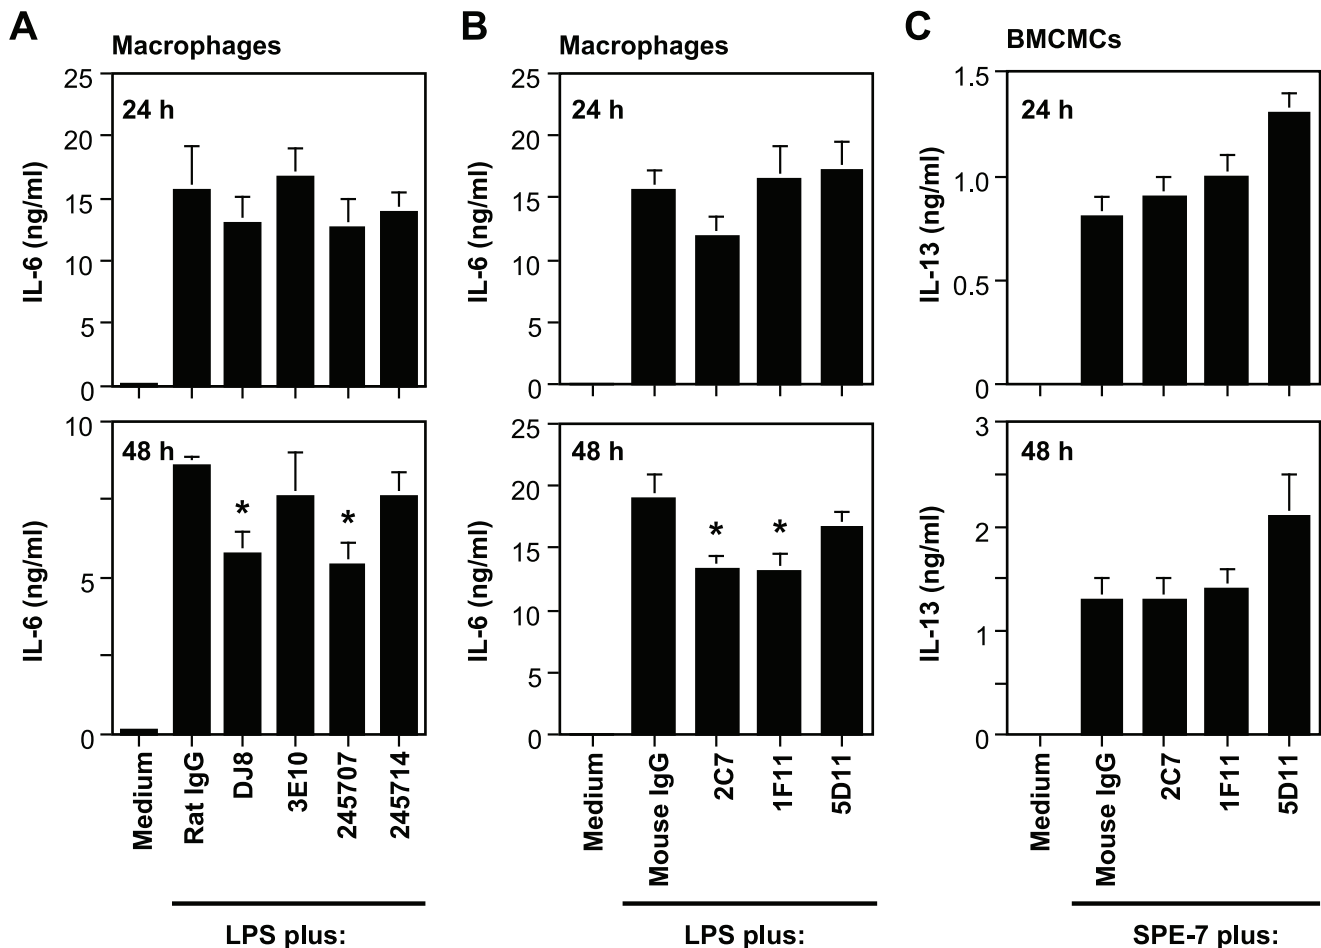 A
Macrophages
25
20
15
10
5
0
IL-6 (ng/ml)
24 h
10
5
0
IL-6 (ng/ml)
48 h
*
*
Medium
Rat IgG
DJ8
3E10
245707
245714
LPS plus:
B
Macrophages
25
20
15
10
5
0
IL-6 (ng/ml)
24 h
25
20
15
10
5
0
IL-6 (ng/ml)
48 h
*
*
Medium
Mouse IgG
2C7
1F11
5D11
LPS plus:
C
BMCMCs
1.5
1.0
0.5
0
IL-13 (ng/ml)
24 h
3
2
1
0
IL-13 (ng/ml)
48 h
Medium
Mouse IgG
2C7
1F11
5D11
SPE-7 plus: